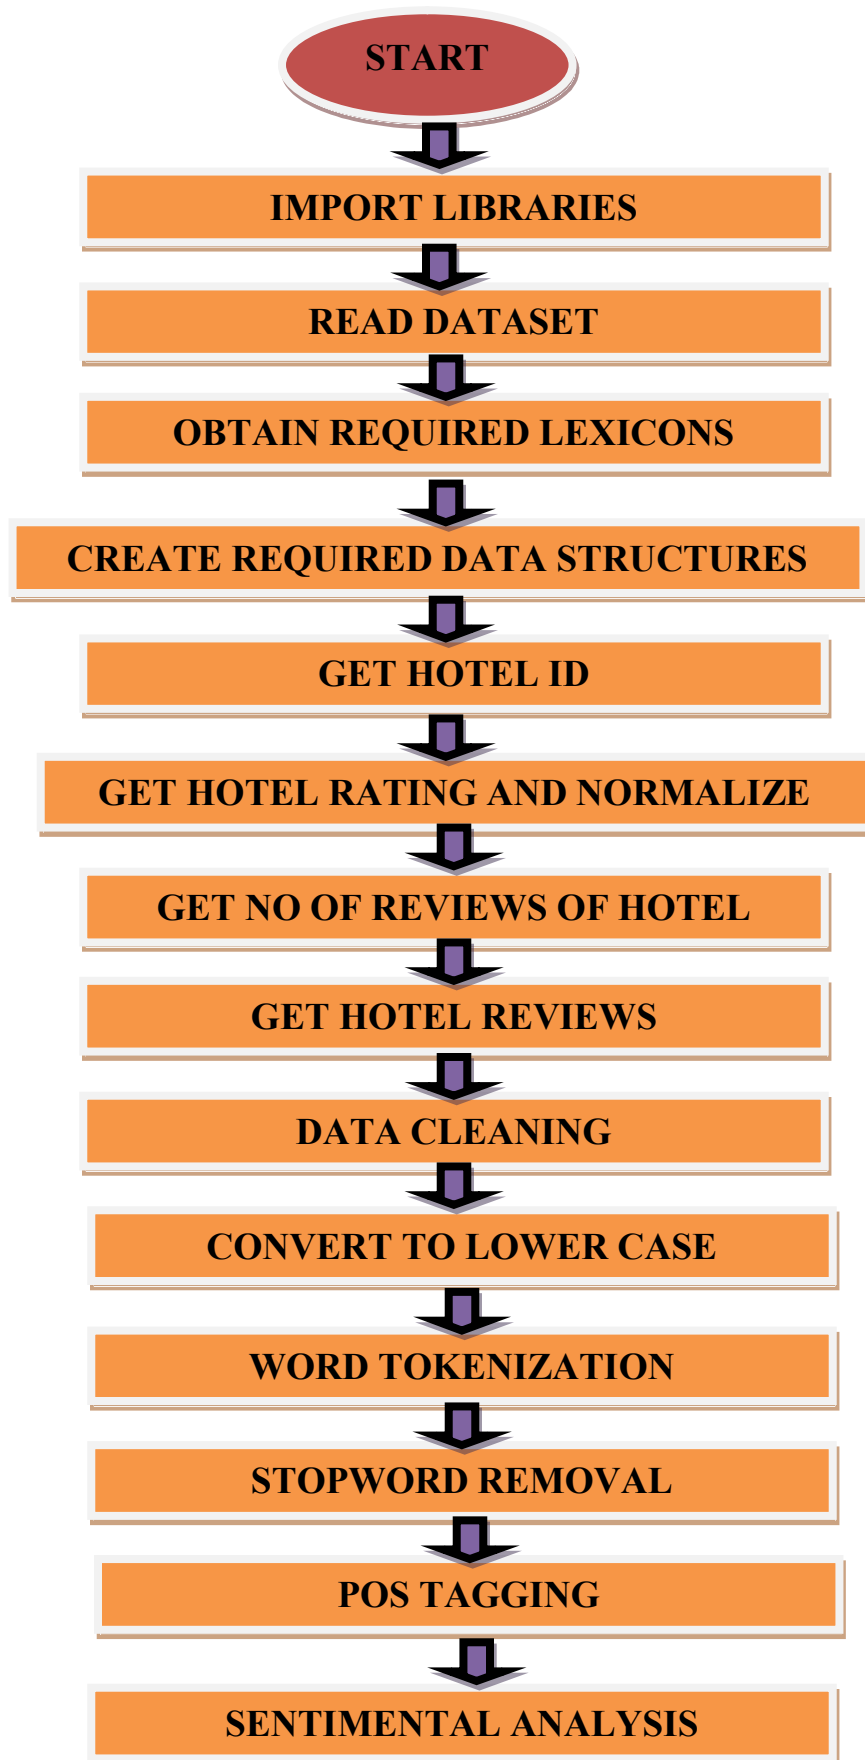 START
IMPORT LIBRARIES
READ DATASET
OBTAIN REQUIRED LEXICONS
CREATE REQUIRED DATA STRUCTURES
GET HOTEL ID
GET HOTEL RATING AND NORMALIZE
GET NO OF REVIEWS OF HOTEL
GET HOTEL REVIEWS
DATA CLEANING
CONVERT TO LOWER CASE
WORD TOKENIZATION
STOPWORD REMOVAL
POS TAGGING
SENTIMENTAL ANALYSIS